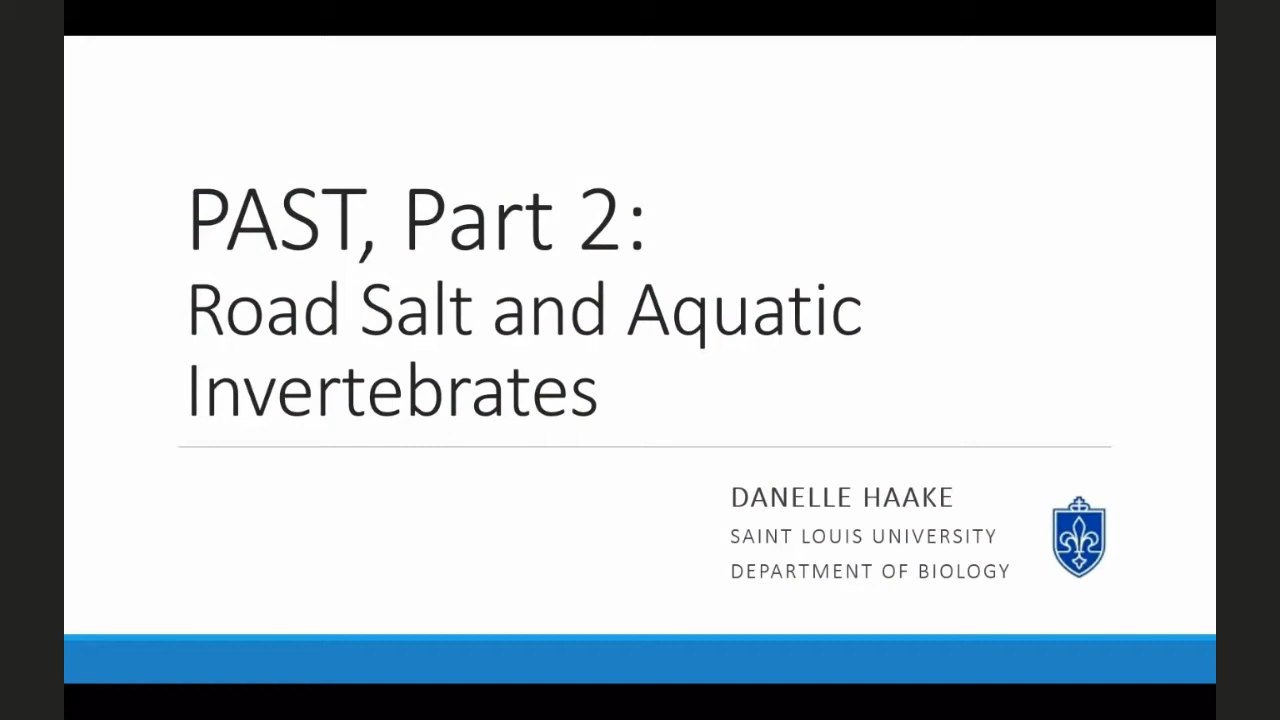 PAST, Part 2:
Road Salt and Aquatic
Invertebrates
DANELLE HAAKE
SAINT LOUIS UNIVERSITY
DEPARTMENT OF BIOLOGY